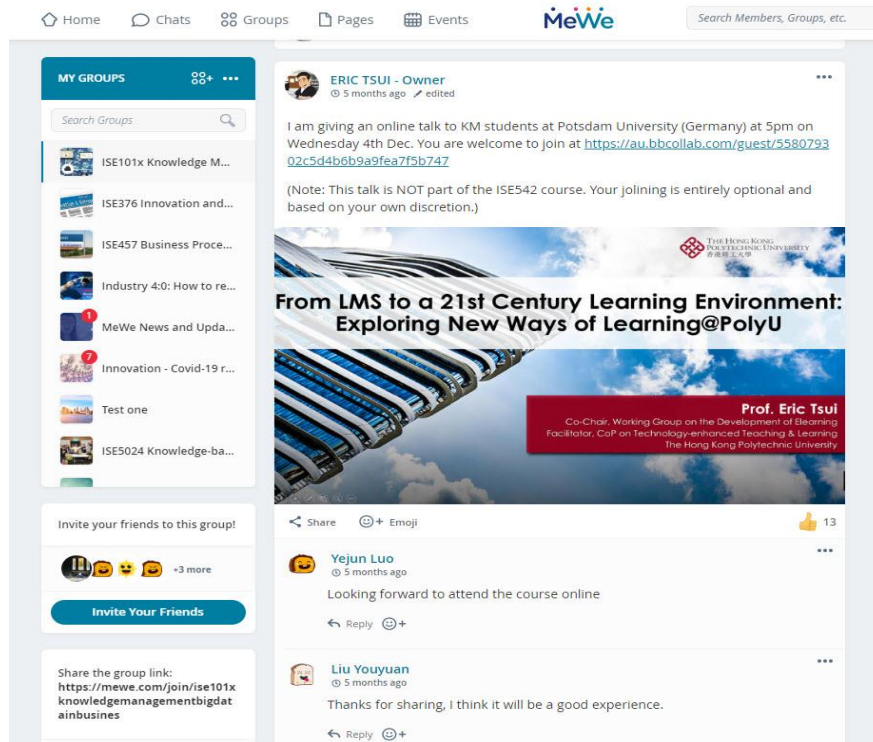 Home Chats Groups Pages Events MeWe Search Members, Groups, etc.
MY GROUPS
Search Groups
ISE101x Knowledge M...
ISE376 Innovation and...
ISE457 Business Proce...
Industry 4:0: How to re...
1
MeWe News and Upda...
7
Innovation - Covid-19 r...
Test one
ISE5024 Knowledge-ba...
Invite your friends to this group!
+3 more
Invite Your Friends
Share the group link:
https://mewe.com/join/ise101x
knowledgemanagementbigdat
ainbusines
ERIC TSUI - Owner
5 months ago edited
I am giving an online talk to KM students at Potsdam University (Germany) at 5pm on
Wednesday 4th Dec. You are welcome to join at https://au.bbcollab.com/guest/5580793
02c5d4b6b9a9fea7f5b747
(Note: This talk is NOT part of the ISE542 course. Your jolining is entirely optional and
based on your own discretion.)
THE HONG KONG
POLYTECHNIC UNIVERSITY
香港理工大學
From LMS to a 21st Century Learning Environment:
Exploring New Ways of Learning@PolyU
Prof. Eric Tsui
Co-Chair, Working Group on the Development of Elearning
Facilitator, CoP on Technology-enhanced Teaching & Learning
The Hong Kong Polytechnic University
Share Emoji 13
Yejun Luo
5 months ago
Looking forward to attend the course online
Reply
Liu Youyuan
5 months ago
Thanks for sharing, I think it will be a good experience.
Reply